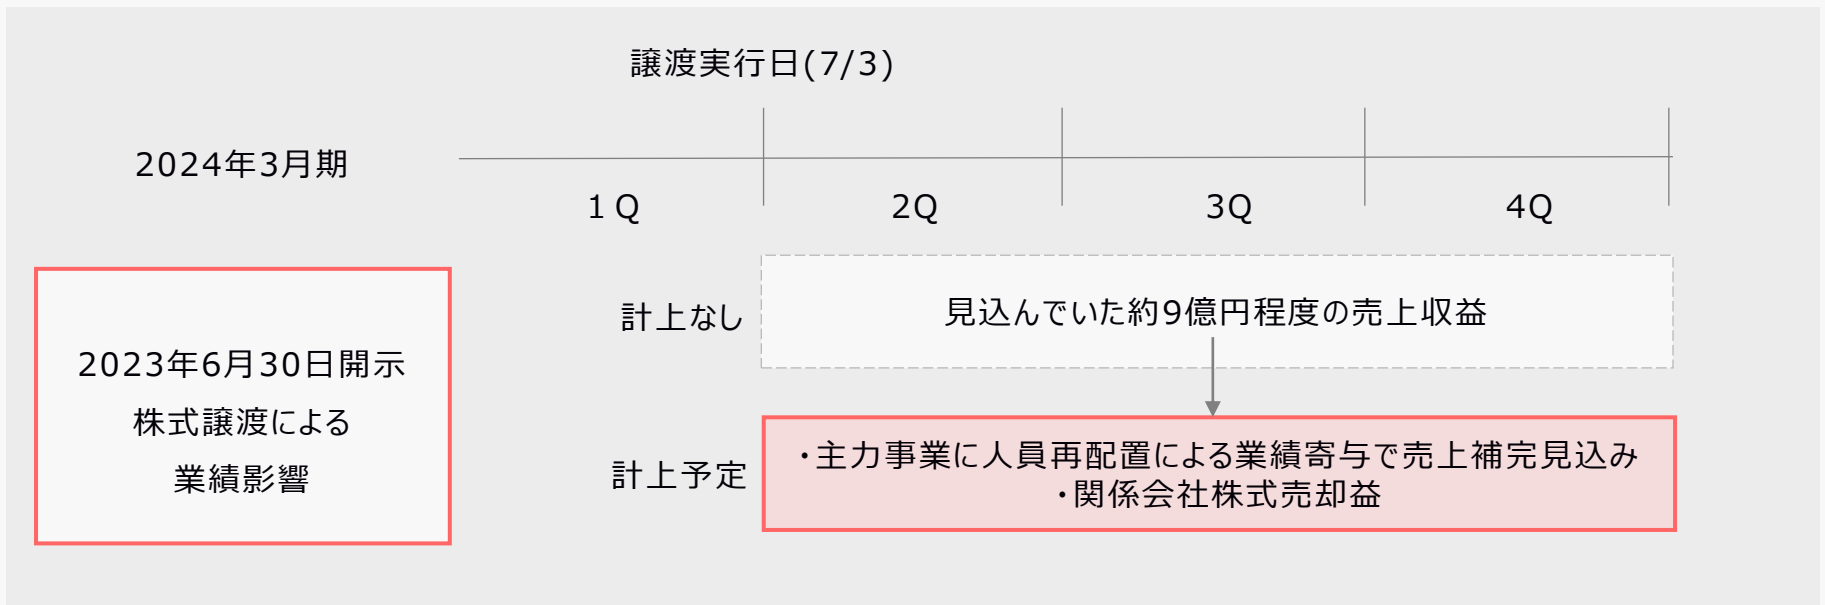 譲渡実行日(7/3)
2024年3月期
１Q
2Q
3Q
4Q
2023年6月30日開示
株式譲渡による
業績影響
計上なし
見込んでいた約9億円程度の売上収益
計上予定
・主力事業に人員再配置による業績寄与で売上補完見込み
・関係会社株式売却益